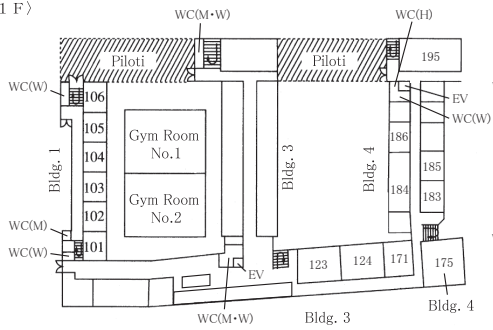 1 F〉
WC(M・W)
WC(H)
Piloti
Piloti
195
WC(W)
EV
WC(W)
106
105
104
103
102
101
Bldg. 1
Gym Room
No.1
Gym Room
No.2
Bldg. 3
Bldg. 4
186
184
185
183
WC(M)
WC(W)
EV
WC(M・W)
123
124
171
175
Bldg. 3
Bldg. 4